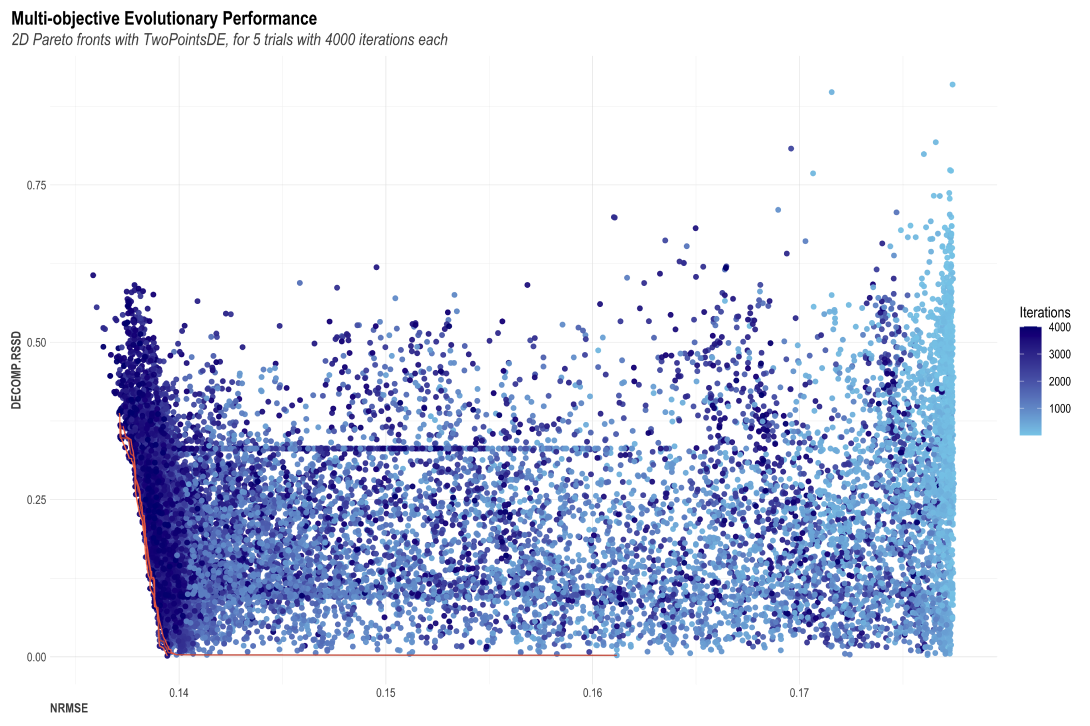 Multi-objective Evolutionary Performance
2D Pareto fronts with TwoPointsDE, for 5 trials with 4000 iterations each
DECOMP.RSSD
0.75
0.50
0.25
0.00
0.14
0.15
0.16
0.17
NRMSE
Iterations
4000
3000
2000
1000